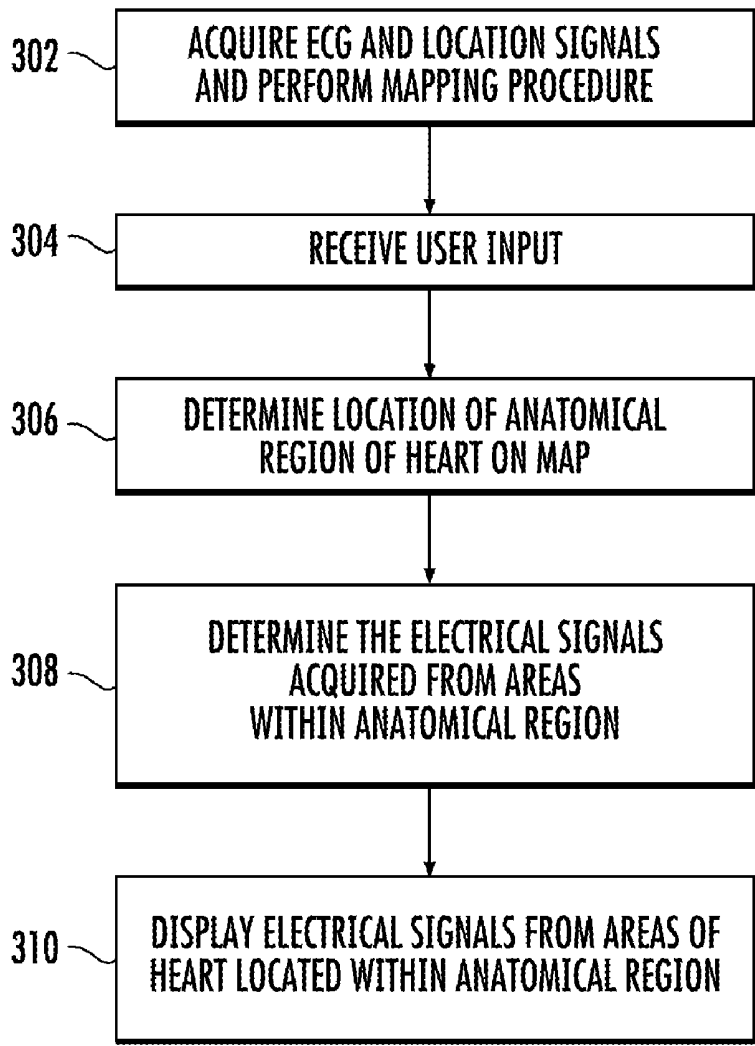 302
ACQUIRE ECG AND LOCATION SIGNALS
AND PERFORM MAPPING PROCEDURE
304
RECEIVE USER INPUT
306
DETERMINE LOCATION OF ANATOMICAL
REGION OF HEART ON MAP
308
DETERMINE THE ELECTRICAL SIGNALS
ACQUIRED FROM AREAS
WITHIN ANATOMICAL REGION
310
DISPLAY ELECTRICAL SIGNALS FROM AREAS OF
HEART LOCATED WITHIN ANATOMICAL REGION